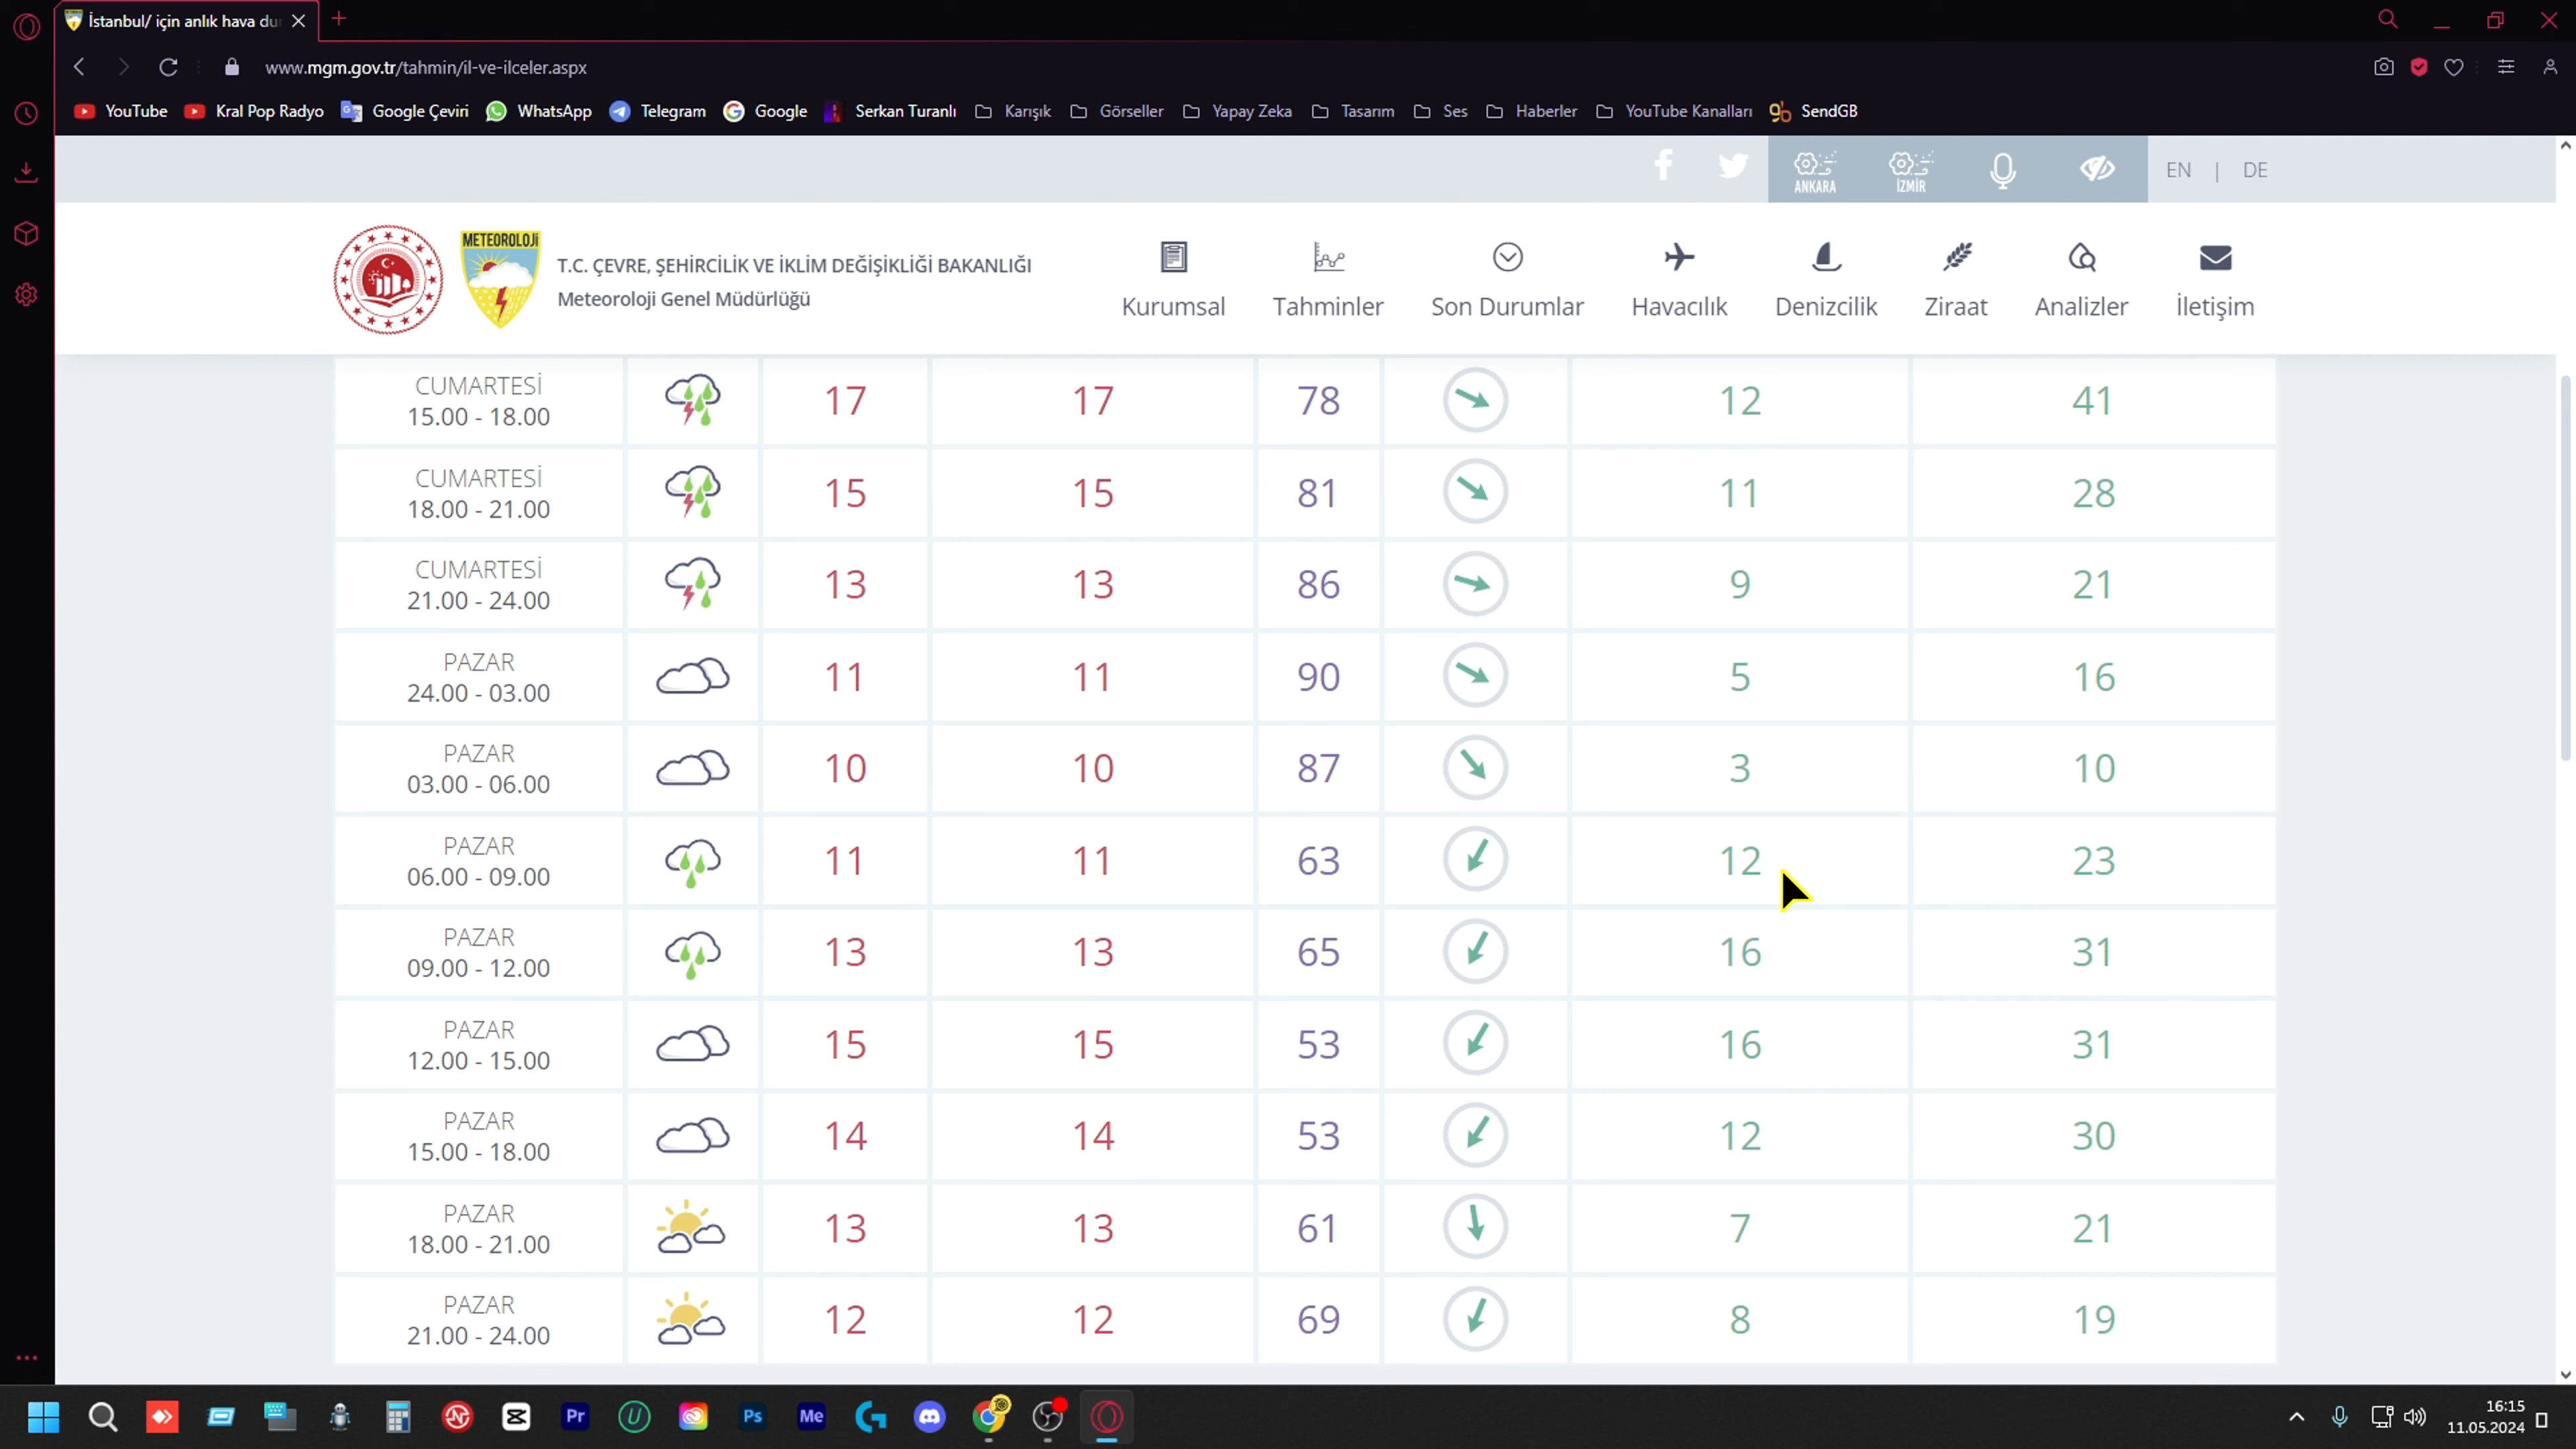 İstanbul/ için anlık hava du
www.mgm.gov.tr/tahmin/il-ve-ilceler.aspx
YouTube Kral Pop Radyo Google Çeviri WhatsApp Telegram Google Serkan Turanlı Karışık Görseller Yapay Zeka Tasarım Ses Haberler YouTube Kanalları SendGB
ANKARA İZMİR EN | DE
METEOROLOJİ
T.C. ÇEVRE, ŞEHİRCİLİK VE İKLİM DEĞİŞİKLİĞİ BAKANLIĞI
Meteoroloji Genel Müdürlüğü
Kurumsal Tahminler Son Durumlar Havacılık Denizcilik Ziraat Analizler İletişim
CUMARTESİ
15.00 - 18.00 17 17 78 12 41
CUMARTESİ
18.00 - 21.00 15 15 81 11 28
CUMARTESİ
21.00 - 24.00 13 13 86 9 21
PAZAR
24.00 - 03.00 11 11 90 5 16
PAZAR
03.00 - 06.00 10 10 87 3 10
PAZAR
06.00 - 09.00 11 11 63 12 23
PAZAR
09.00 - 12.00 13 13 65 16 31
PAZAR
12.00 - 15.00 15 15 53 16 31
PAZAR
15.00 - 18.00 14 14 53 12 30
PAZAR
18.00 - 21.00 13 13 61 7 21
PAZAR
21.00 - 24.00 12 12 69 8 19
Pr Ps Me
16:15
11.05.2024